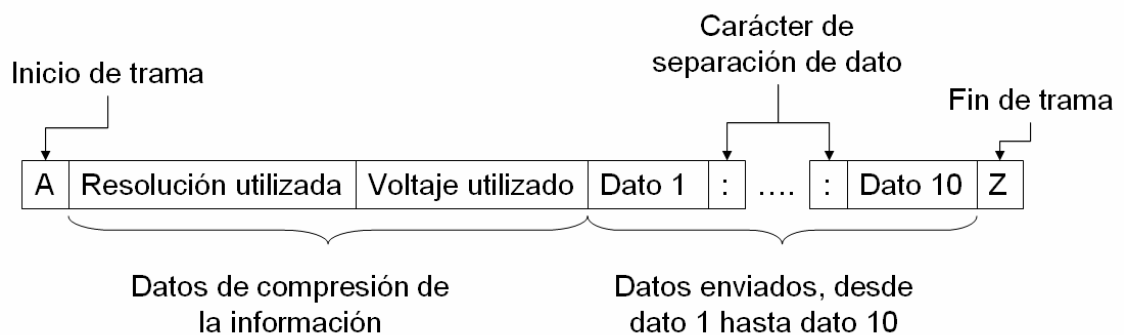 Carácter de
separación de dato
Inicio de trama
Fin de trama
A Resolución utilizada Voltaje utilizado Dato 1 : .... : Dato 10 Z
Datos de compresión de
la información
Datos enviados, desde
dato 1 hasta dato 10